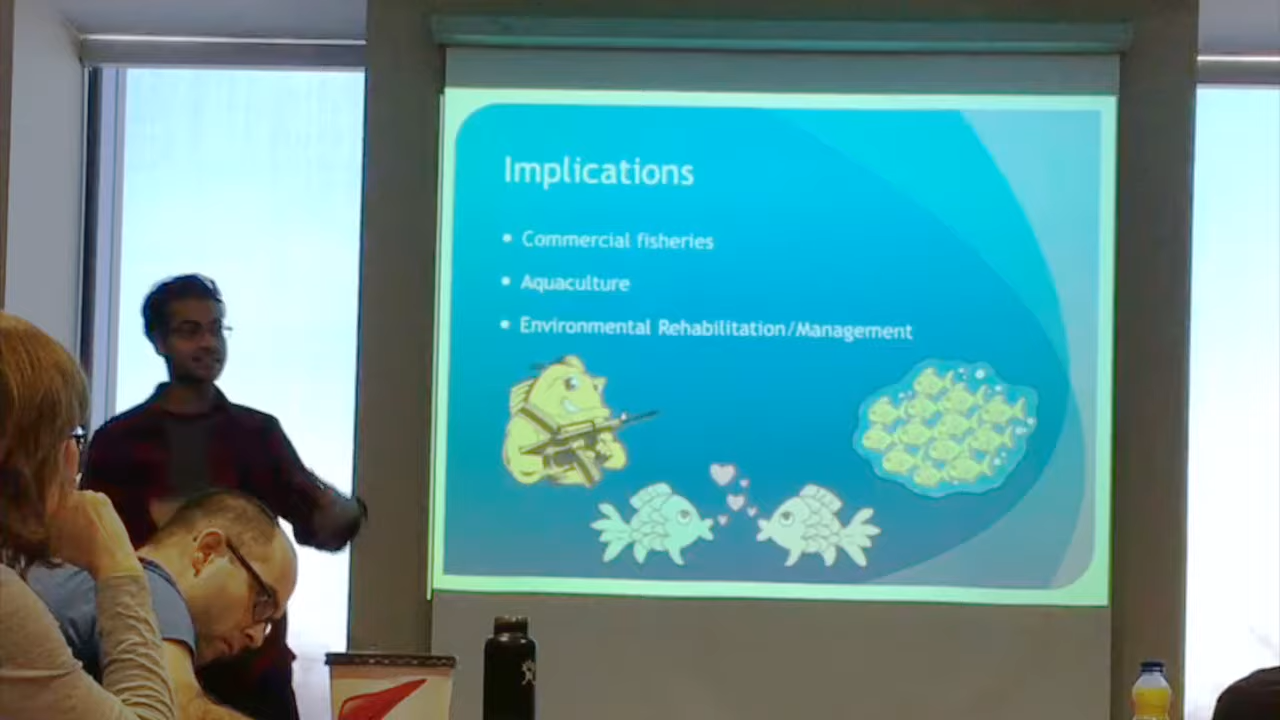 Implications
• Commercial fisheries
• Aquaculture
• Environmental Rehabilitation/Management